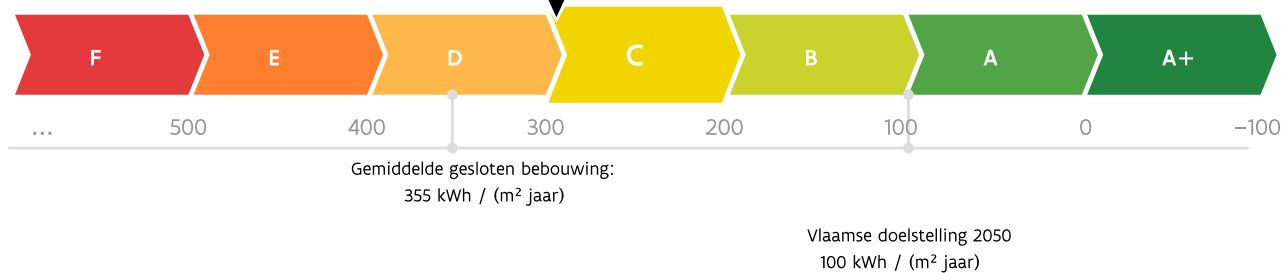 F E D C B A A+
... 500 400 300 200 100 0 −100
Gemiddelde gesloten bebouwing:
355 kWh / (m² jaar)
Vlaamse doelstelling 2050
100 kWh / (m² jaar)